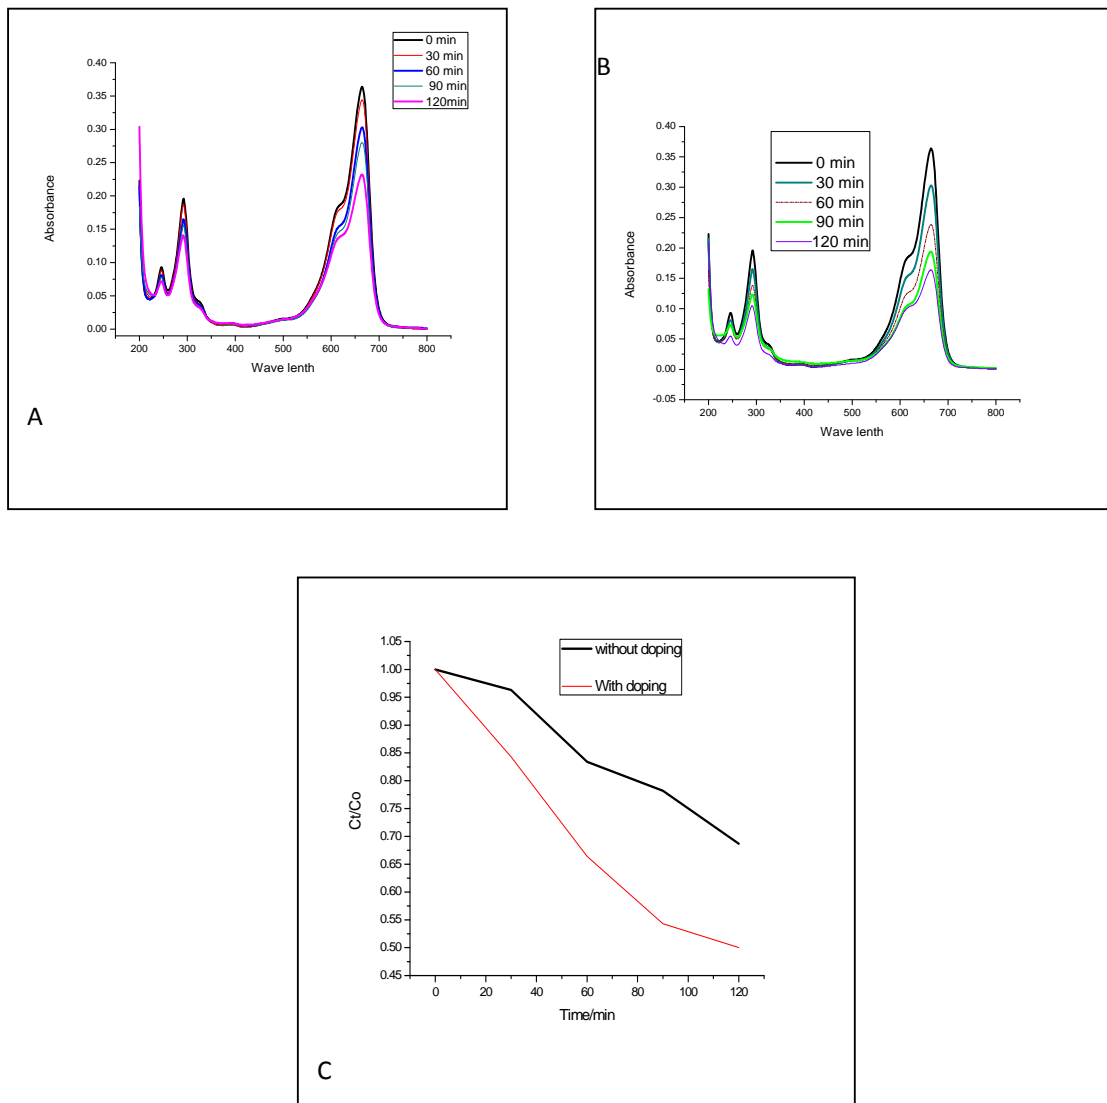 0 min
30 min
60 min
90 min
120min
0.40
0.35
0.30
0.25
0.20
0.15
0.10
0.05
0.00
Absorbance
200 300 400 500 600 700 800
Wave lenth
A
B
0 min
30 min
60 min
90 min
120 min
0.40
0.35
0.30
0.25
0.20
0.15
0.10
0.05
0.00
-0.05
Absorbance
200 300 400 500 600 700 800
Wave lenth
without doping
With doping
1.05
1.00
0.95
0.90
0.85
0.80
0.75
0.70
0.65
0.60
0.55
0.50
0.45
Ct/Co
0 20 40 60 80 100 120
Time/min
C